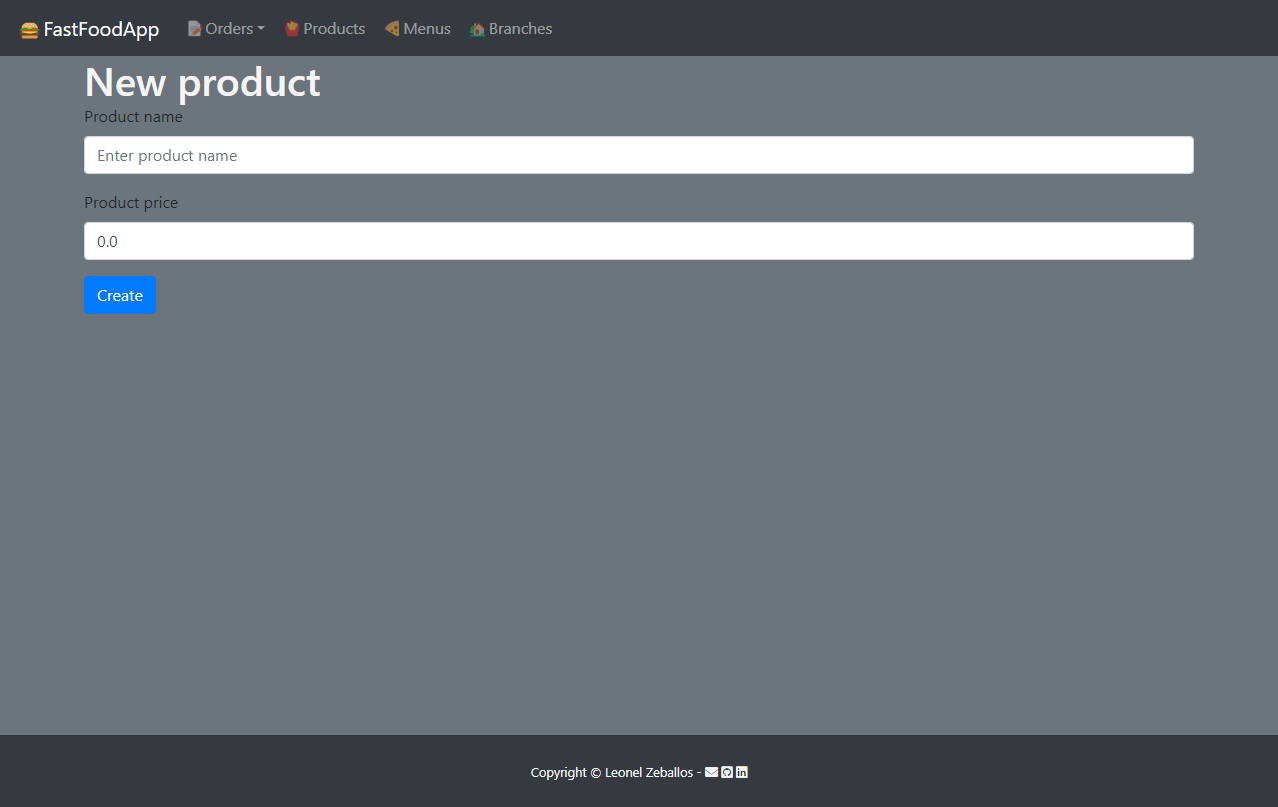 FastFoodApp Orders Products Menus Branches
New product
Product name
Enter product name
Product price
0.0
Create
Copyright © Leonel Zeballos -